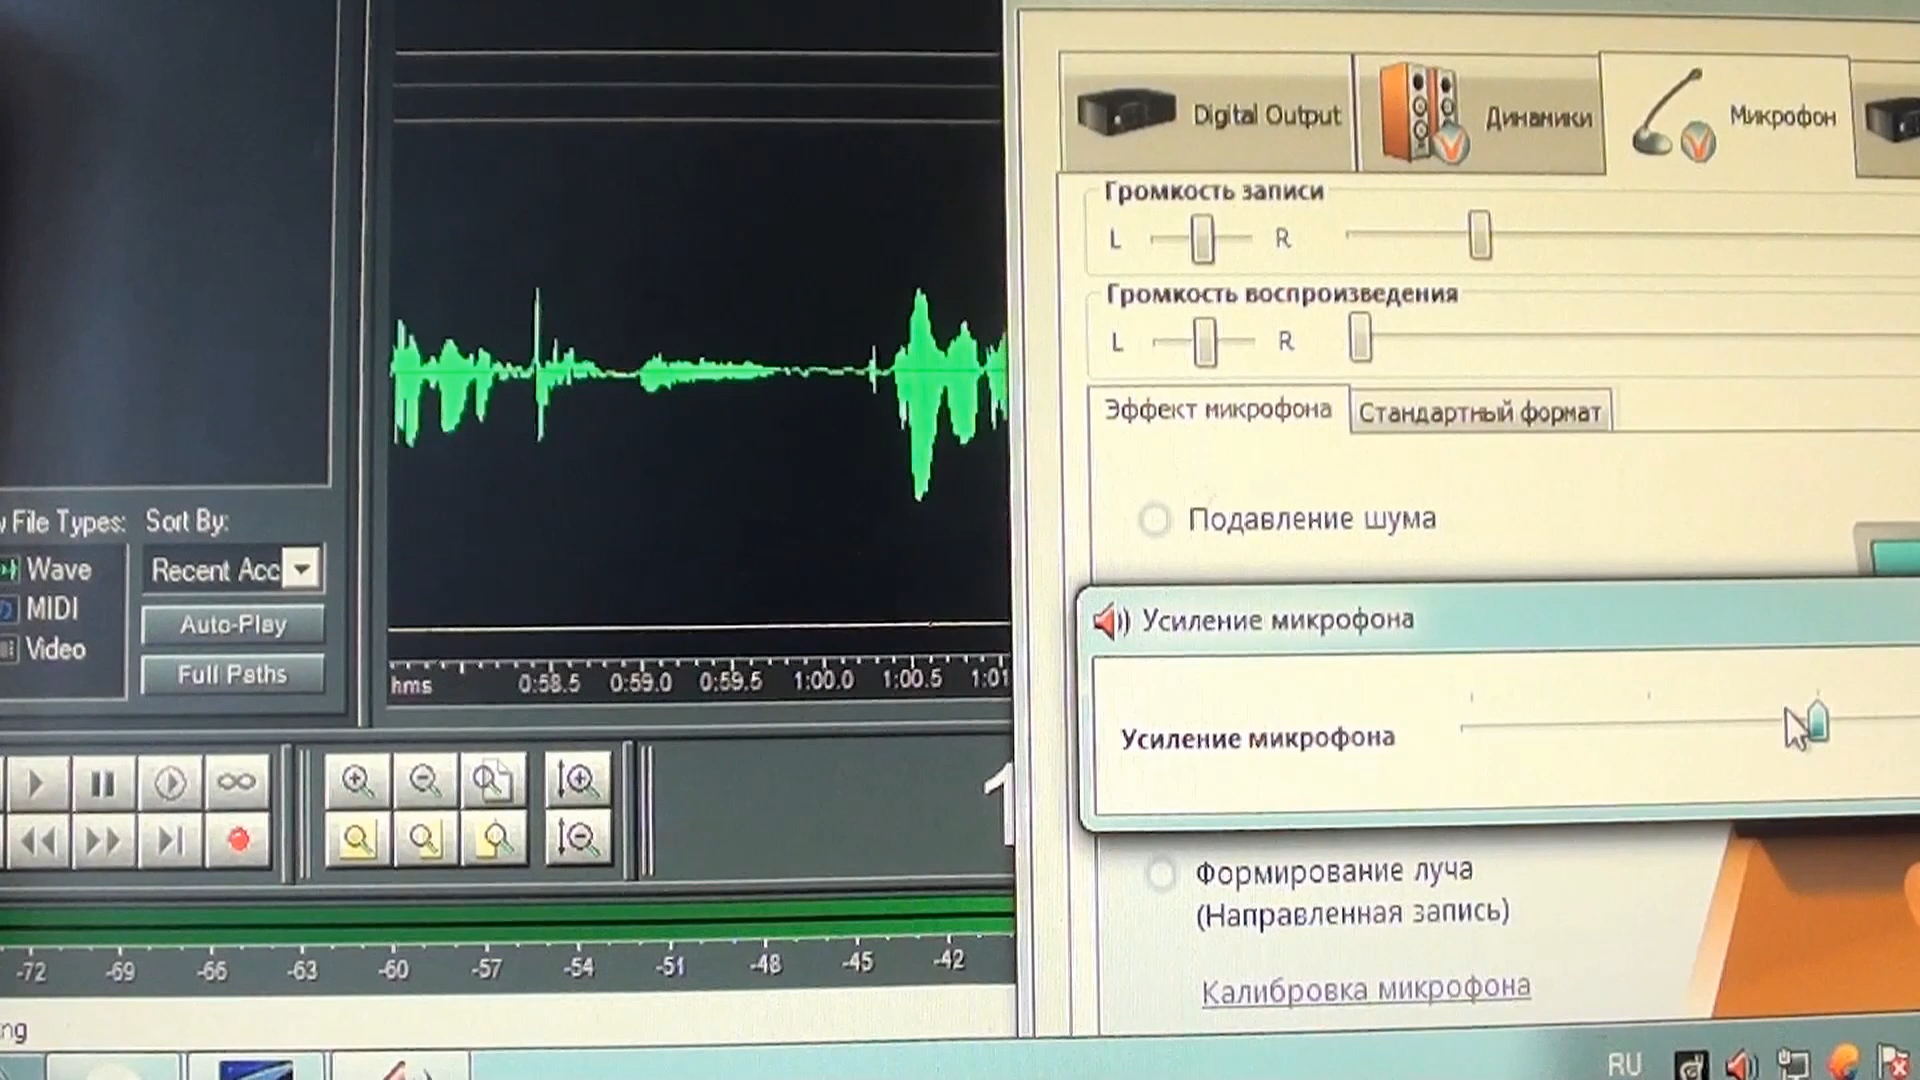 Digital Output
Динамики
Микрофон
Громкость записи
L R
Громкость воспроизведения
L R
Эффект микрофона
Стандартный формат
Подавление шума
Усиление микрофона
Усиление микрофона
Формирование луча
(Направленная запись)
Калибровка микрофона
File Types: Sort By:
Wave
Recent Acc
MIDI
Auto-Play
Video
Full Paths
hms 0:58.5 0:59.0 0:59.5 1:00.0 1:00.5 1:01
-72 -69 -66 -63 -60 -57 -54 -51 -48 -45 -42
RU